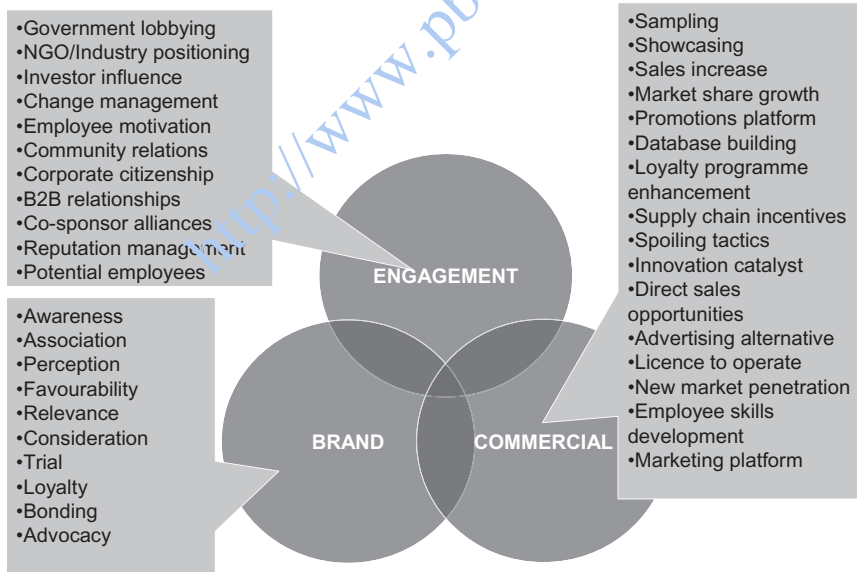 •Government lobbying
•NGO/Industry positioning
•Investor influence
•Change management
•Employee motivation
•Community relations
•Corporate citizenship
•B2B relationships
•Co-sponsor alliances
•Reputation management
•Potential employees
•Awareness
•Association
•Perception
•Favourability
•Relevance
•Consideration
•Trial
•Loyalty
•Bonding
•Advocacy
•Sampling
•Showcasing
•Sales increase
•Market share growth
•Promotions platform
•Database building
•Loyalty programme
enhancement
•Supply chain incentives
•Spoiling tactics
•Innovation catalyst
•Direct sales
opportunities
•Advertising alternative
•Licence to operate
•New market penetration
•Employee skills
development
•Marketing platform
ENGAGEMENT
BRAND
COMMERCIAL
http://www.pb